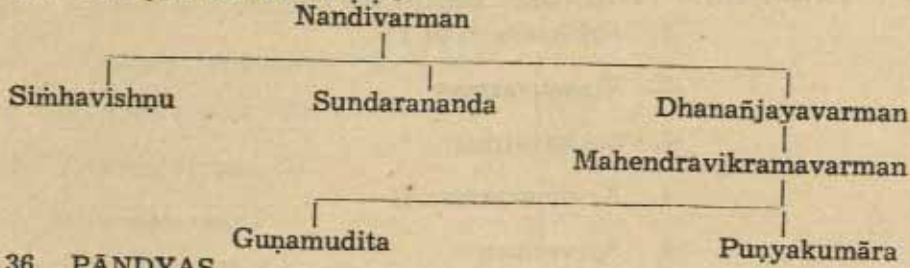 Nandivarman
Siṁhavishṇu Sundarananda Dhanañjayavarman
Mahendravikramavarman
Guṇamudita Puṇyakumāra
36 PĀNDYAS